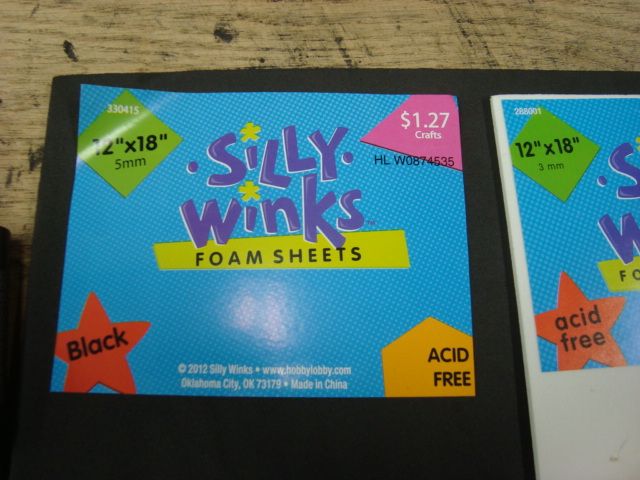 330415
12"x18"
5mm
$1.27
Crafts
HL W0874535
SiLLY
Winks
FOAM SHEETS
Black
ACID
FREE
© 2012 Silly Winks • www.hobbylobby.com
Oklahoma City, OK 73179 • Made in China
288001
12"x18"
3 mm
acid
free